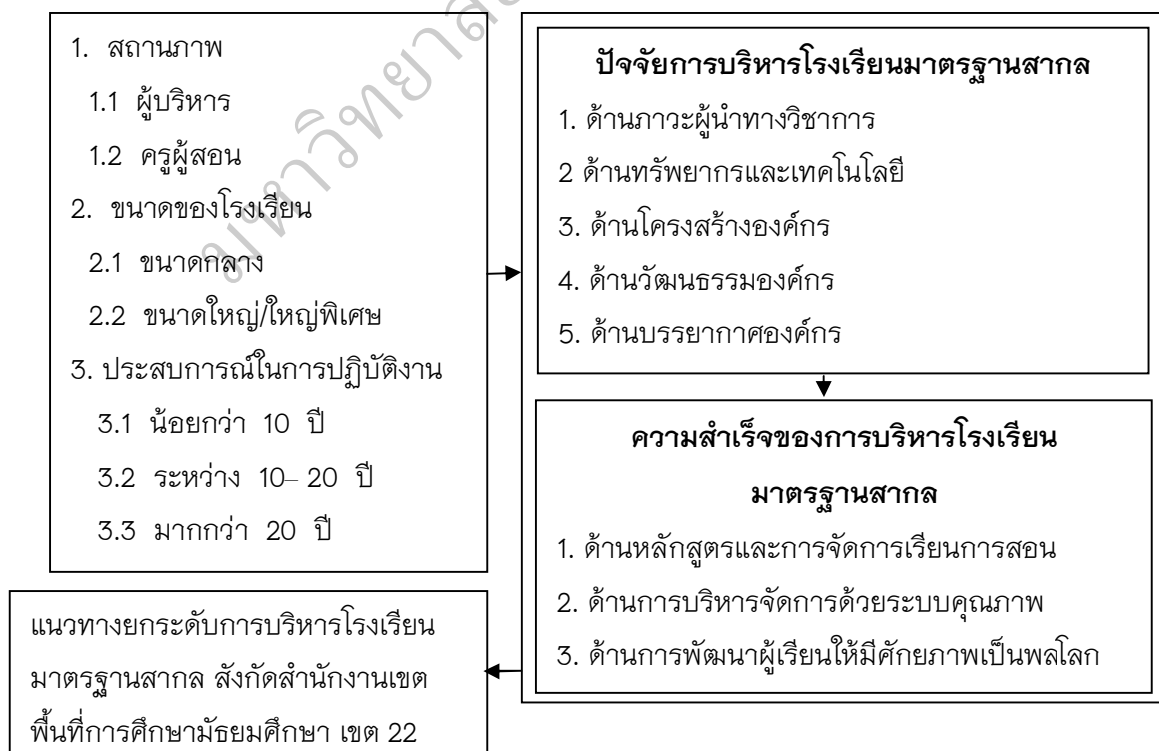 1. สถานภาพ
1.1 ผู้บริหาร
1.2 ครูผู้สอน
2. ขนาดของโรงเรียน
2.1 ขนาดกลาง
2.2 ขนาดใหญ่/ใหญ่พิเศษ
3. ประสบการณ์ในการปฏิบัติงาน
3.1 น้อยกว่า 10 ปี
3.2 ระหว่าง 10– 20 ปี
3.3 มากกว่า 20 ปี
ปัจจัยการบริหารโรงเรียนมาตรฐานสากล
1. ด้านภาวะผู้นำทางวิชาการ
2 ด้านทรัพยากรและเทคโนโลยี
3. ด้านโครงสร้างองค์กร
4. ด้านวัฒนธรรมองค์กร
5. ด้านบรรยากาศองค์กร
ความสำเร็จของการบริหารโรงเรียน
มาตรฐานสากล
1. ด้านหลักสูตรและการจัดการเรียนการสอน
2. ด้านการบริหารจัดการด้วยระบบคุณภาพ
3. ด้านการพัฒนาผู้เรียนให้มีศักยภาพเป็นพลโลก
แนวทางยกระดับการบริหารโรงเรียน
มาตรฐานสากล สังกัดสำนักงานเขต
พื้นที่การศึกษามัธยมศึกษา เขต 22